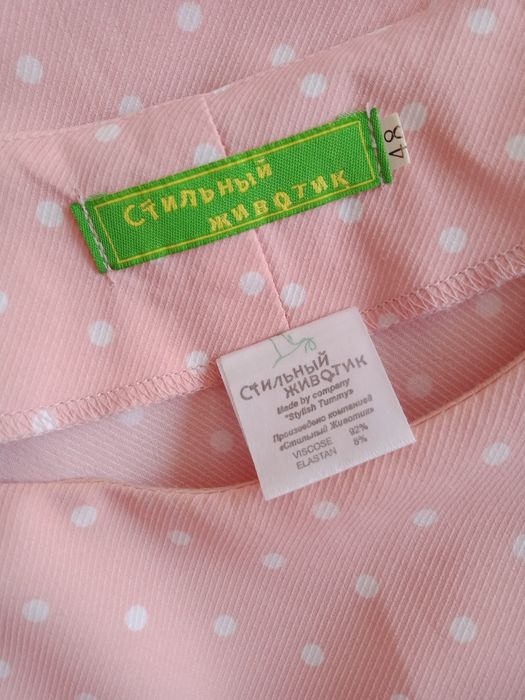 СТИЛЬНЫЙ
ЖИВОТИК
48
СТИЛЬНЫЙ
ЖИВОТИК
Made by company
"Stylish Tummy"
Произведено компанией
«Стильный Животик»
VISCOSE 92%
ELASTAN 8%